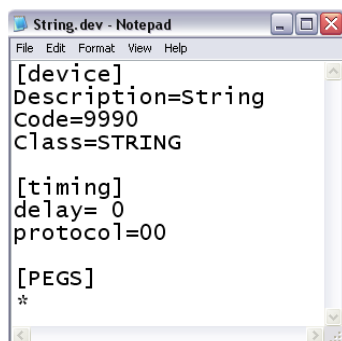 String.dev - Notepad
File Edit Format View Help
[device]
Description=String
Code=9990
Class=STRING
[timing]
delay= 0
protocol=00
[PEGS]
*